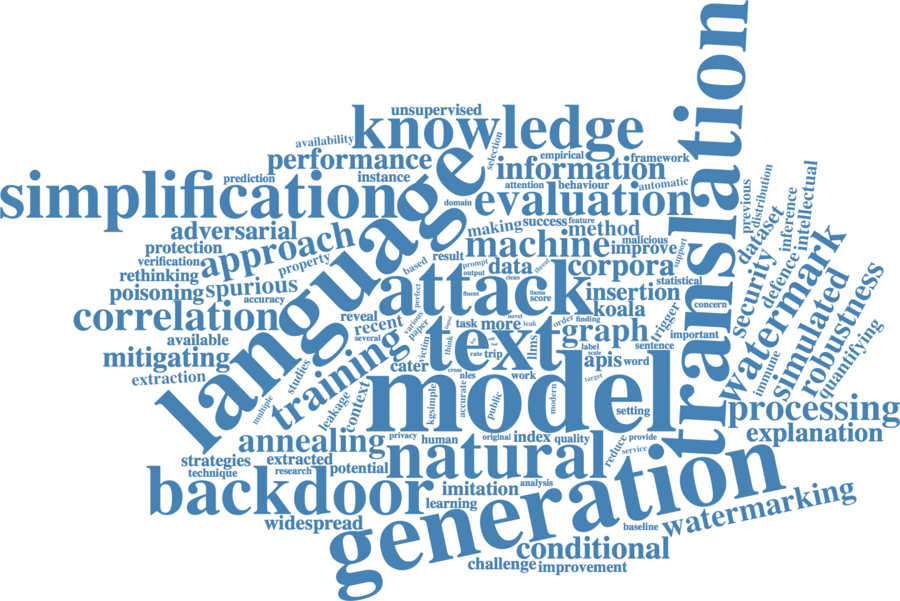 unsupervised
knowledge
availability
selection
translation
performance
information
empirical
framework
prediction
instance
language
attention
behaviour
automatic
simplification
domain
evaluation
previous
distribution
inference
intellectual
adversarial
making
success
feature
method
malicious
dataset
protection
approach
machine
improve
support
verification
property
result
security
defence
rethinking
based
prompt
output
data
clean
threat
corpora
statistical
watermark
poisoning
spurious
perfect
attack
insertion
simulated
accuracy
fluent
llama
score
koala
concern
robustness
correlation
reveal
recent
various
paper
novel
leak
order
finding
trigger
several
task
more
graph
important
quantifying
available
training
victim
think
text
label
sentence
mitigating
rate
trip
llms
scale
apis
word
immune
extraction
studies
cater
cross
nles
work
target
multiple
leakage
context
kgsimple
model
accurate
public
modern
setting
processing
annealing
privacy
human
original
index
quality
reduce
provide
service
explanation
strategies
technique
extracted
research
potential
natural
generation
backdoor
imitation
analysis
learning
watermarking
widespread
baseline
conditional
challenge
improvement